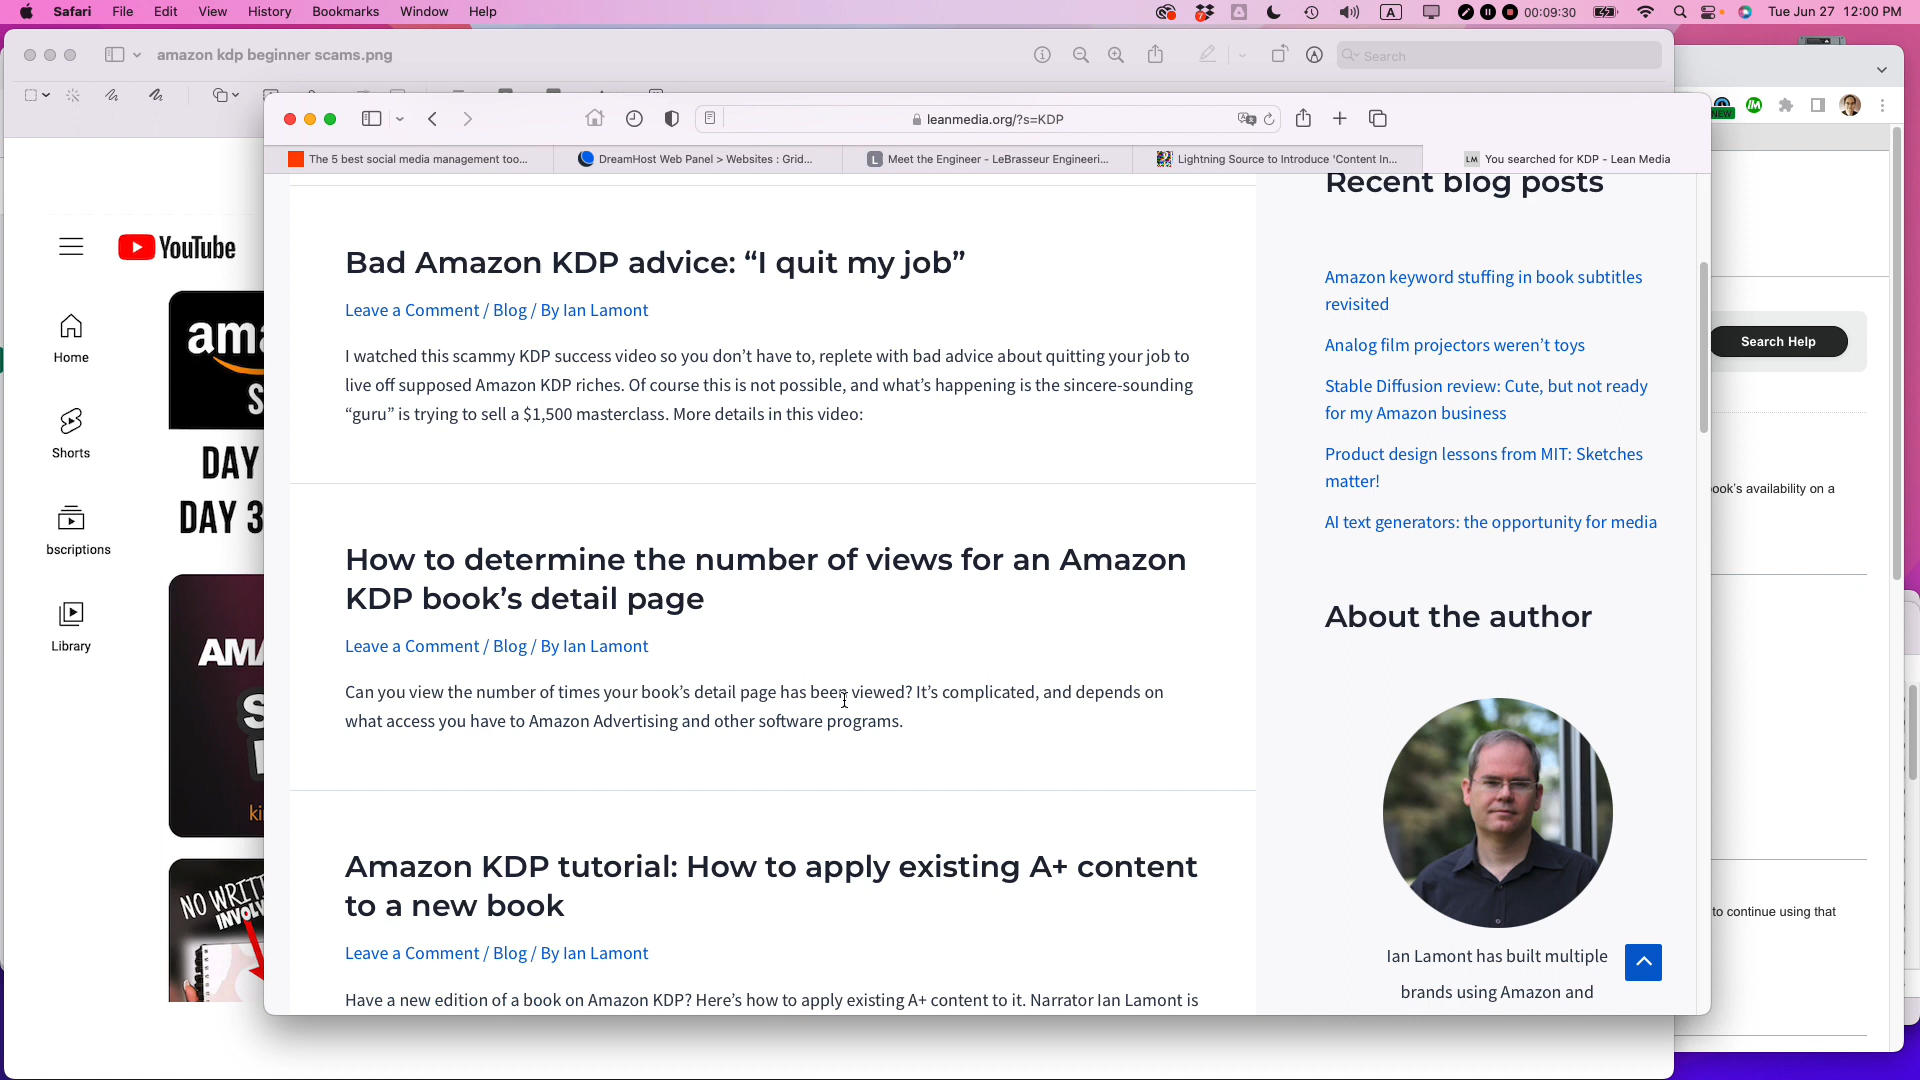 Safari File Edit View History Bookmarks Window Help
7 A 00:09:30 Tue Jun 27 12:00 PM
amazon kdp beginner scams.png
Search
leanmedia.org/?s=KDP
NEW
The 5 best social media management too...
DreamHost Web Panel > Websites : Grid...
L Meet the Engineer - LeBrasseur Engineeri...
Lightning Source to Introduce 'Content In...
LM You searched for KDP - Lean Media
YouTube
Home
Shorts
bscriptions
Library
DAY
DAY 3
NO WRIT
INVOLV
Bad Amazon KDP advice: “I quit my job”
Leave a Comment / Blog / By Ian Lamont
I watched this scammy KDP success video so you don’t have to, replete with bad advice about quitting your job to
live off supposed Amazon KDP riches. Of course this is not possible, and what’s happening is the sincere-sounding
“guru” is trying to sell a $1,500 masterclass. More details in this video:
How to determine the number of views for an Amazon
KDP book’s detail page
Leave a Comment / Blog / By Ian Lamont
Can you view the number of times your book’s detail page has been viewed? It’s complicated, and depends on
what access you have to Amazon Advertising and other software programs.
Amazon KDP tutorial: How to apply existing A+ content
to a new book
Leave a Comment / Blog / By Ian Lamont
Have a new edition of a book on Amazon KDP? Here’s how to apply existing A+ content to it. Narrator Ian Lamont is
Recent blog posts
Amazon keyword stuffing in book subtitles
revisited
Analog film projectors weren’t toys
Stable Diffusion review: Cute, but not ready
for my Amazon business
Product design lessons from MIT: Sketches
matter!
AI text generators: the opportunity for media
About the author
Ian Lamont has built multiple
brands using Amazon and
Search Help
ook's availability on a
to continue using that